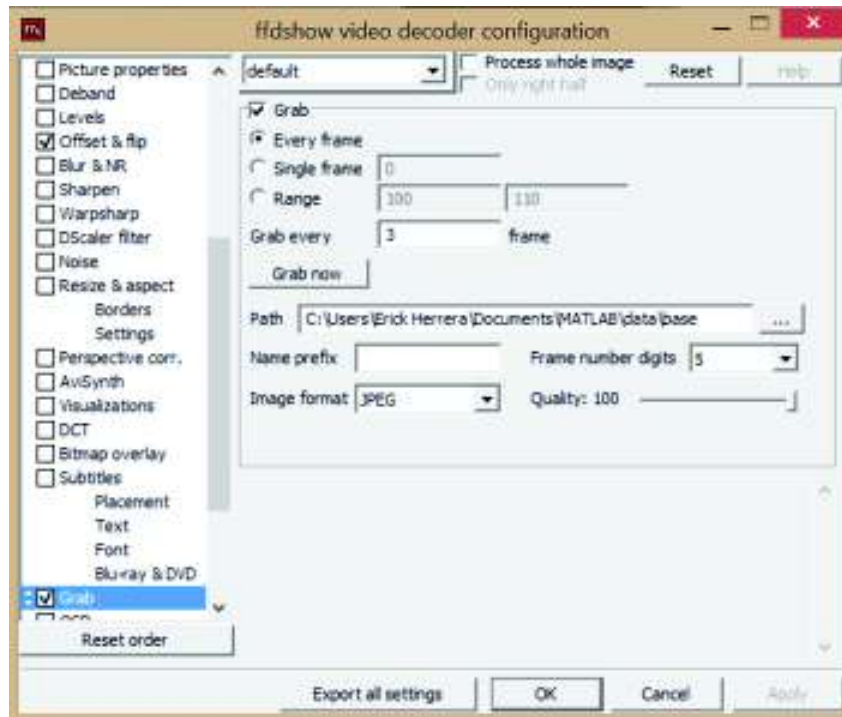 ffdshow video decoder configuration
Picture properties
Deband
Levels
Offset & flip
Blur & NR
Sharpen
Warpsharp
DScaler filter
Noise
Resize & aspect
Borders
Settings
Perspective corr.
AviSynth
Visualizations
DCT
Bitmap overlay
Subtitles
Placement
Text
Font
Blu-ray & DVD
Grab
Reset order
default
Process whole image
Only right half
Reset
Help
Grab
Every frame
Single frame 0
Range 100 110
Grab every 3 frame
Grab now
Path C:\Users\Erick Herrera\Documents\MATLAB\data\base ...
Name prefix
Frame number digits 5
Image format JPEG
Quality: 100
Export all settings
OK
Cancel
Apply